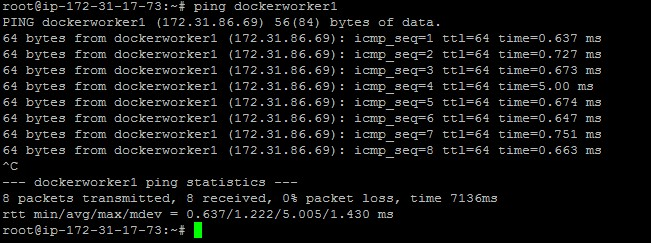 root@ip-172-31-17-73:~# ping dockerworker1
PING dockerworker1 (172.31.86.69) 56(84) bytes of data.
64 bytes from dockerworker1 (172.31.86.69): icmp_seq=1 ttl=64 time=0.637 ms
64 bytes from dockerworker1 (172.31.86.69): icmp_seq=2 ttl=64 time=0.727 ms
64 bytes from dockerworker1 (172.31.86.69): icmp_seq=3 ttl=64 time=0.673 ms
64 bytes from dockerworker1 (172.31.86.69): icmp_seq=4 ttl=64 time=5.00 ms
64 bytes from dockerworker1 (172.31.86.69): icmp_seq=5 ttl=64 time=0.674 ms
64 bytes from dockerworker1 (172.31.86.69): icmp_seq=6 ttl=64 time=0.647 ms
64 bytes from dockerworker1 (172.31.86.69): icmp_seq=7 ttl=64 time=0.751 ms
64 bytes from dockerworker1 (172.31.86.69): icmp_seq=8 ttl=64 time=0.663 ms
^C
--- dockerworker1 ping statistics ---
8 packets transmitted, 8 received, 0% packet loss, time 7136ms
rtt min/avg/max/mdev = 0.637/1.222/5.005/1.430 ms
root@ip-172-31-17-73:~#